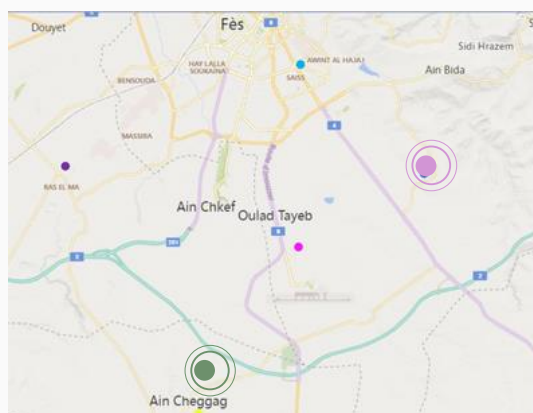 Fès
Douyet
Sidi Hrazem
HAY LALLA
SOUKAINA
AWINT AL HAJAJ
SAISS
Ain Bida
BENSOUDA
MASSIRA
RAS EL MA
Ain Chkef
Oulad Tayeb
Ain Cheggag